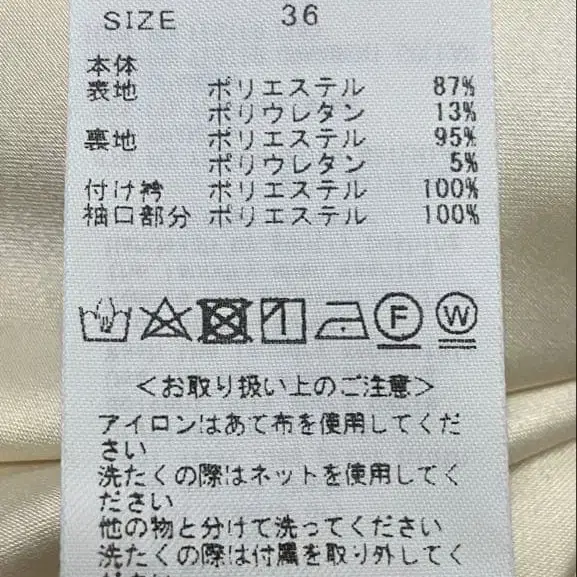 SIZE 36
本体
表地 ポリエステル 87%
ポリウレタン 13%
裏地 ポリエステル 95%
ポリウレタン 5%
付け衿 ポリエステル 100%
袖口部分 ポリエステル 100%
F W
<お取り扱い上のご注意>
アイロンはあて布を使用してくだ
さい
洗たくの際はネットを使用してく
ださい
他の物と分けて洗ってください
洗たくの際は付属を取り外してく
ださい